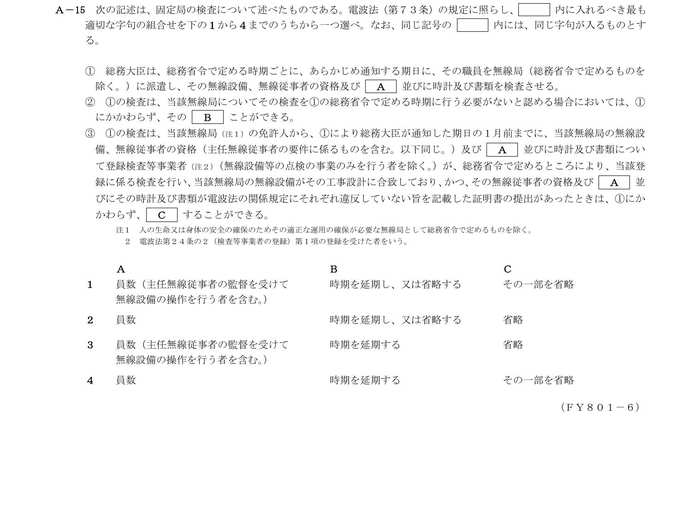 A－15 次の記述は、固定局の検査について述べたものである。電波法（第７３条）の規定に照らし、 内に入れるべき最も
適切な字句の組合せを下の１から４までのうちから一つ選べ。なお、同じ記号の 内には、同じ字句が入るものとす
る。
① 総務大臣は、総務省令で定める時期ごとに、あらかじめ通知する期日に、その職員を無線局（総務省令で定めるものを
除く。）に派遣し、その無線設備、無線従事者の資格及び A 並びに時計及び書類を検査させる。
② ①の検査は、当該無線局についてその検査を①の総務省令で定める時期に行う必要がないと認める場合においては、①
にかかわらず、その B ことができる。
③ ①の検査は、当該無線局（注１）の免許人から、①により総務大臣が通知した期日の１月前までに、当該無線局の無線設
備、無線従事者の資格（主任無線従事者の要件に係るものを含む。以下同じ。）及び A 並びに時計及び書類につい
て登録検査等事業者（注２）（無線設備等の点検の事業のみを行う者を除く。）が、総務省令で定めるところにより、当該登
録に係る検査を行い、当該無線局の無線設備がその工事設計に合致しており、かつ、その無線従事者の資格及び A 並
びにその時計及び書類が電波法の関係規定にそれぞれ違反していない旨を記載した証明書の提出があったときは、①にか
かわらず、 C することができる。
注１ 人の生命又は身体の安全の確保のためその適正な運用の確保が必要な無線局として総務省令で定めるものを除く。
２ 電波法第２４条の２（検査等事業者の登録）第１項の登録を受けた者をいう。
A B C
1 員数（主任無線従事者の監督を受けて 時期を延期し、又は省略する その一部を省略
無線設備の操作を行う者を含む。）
2 員数 時期を延期し、又は省略する 省略
3 員数（主任無線従事者の監督を受けて 時期を延期する 省略
無線設備の操作を行う者を含む。）
4 員数 時期を延期する その一部を省略
（ＦＹ８０１－６）